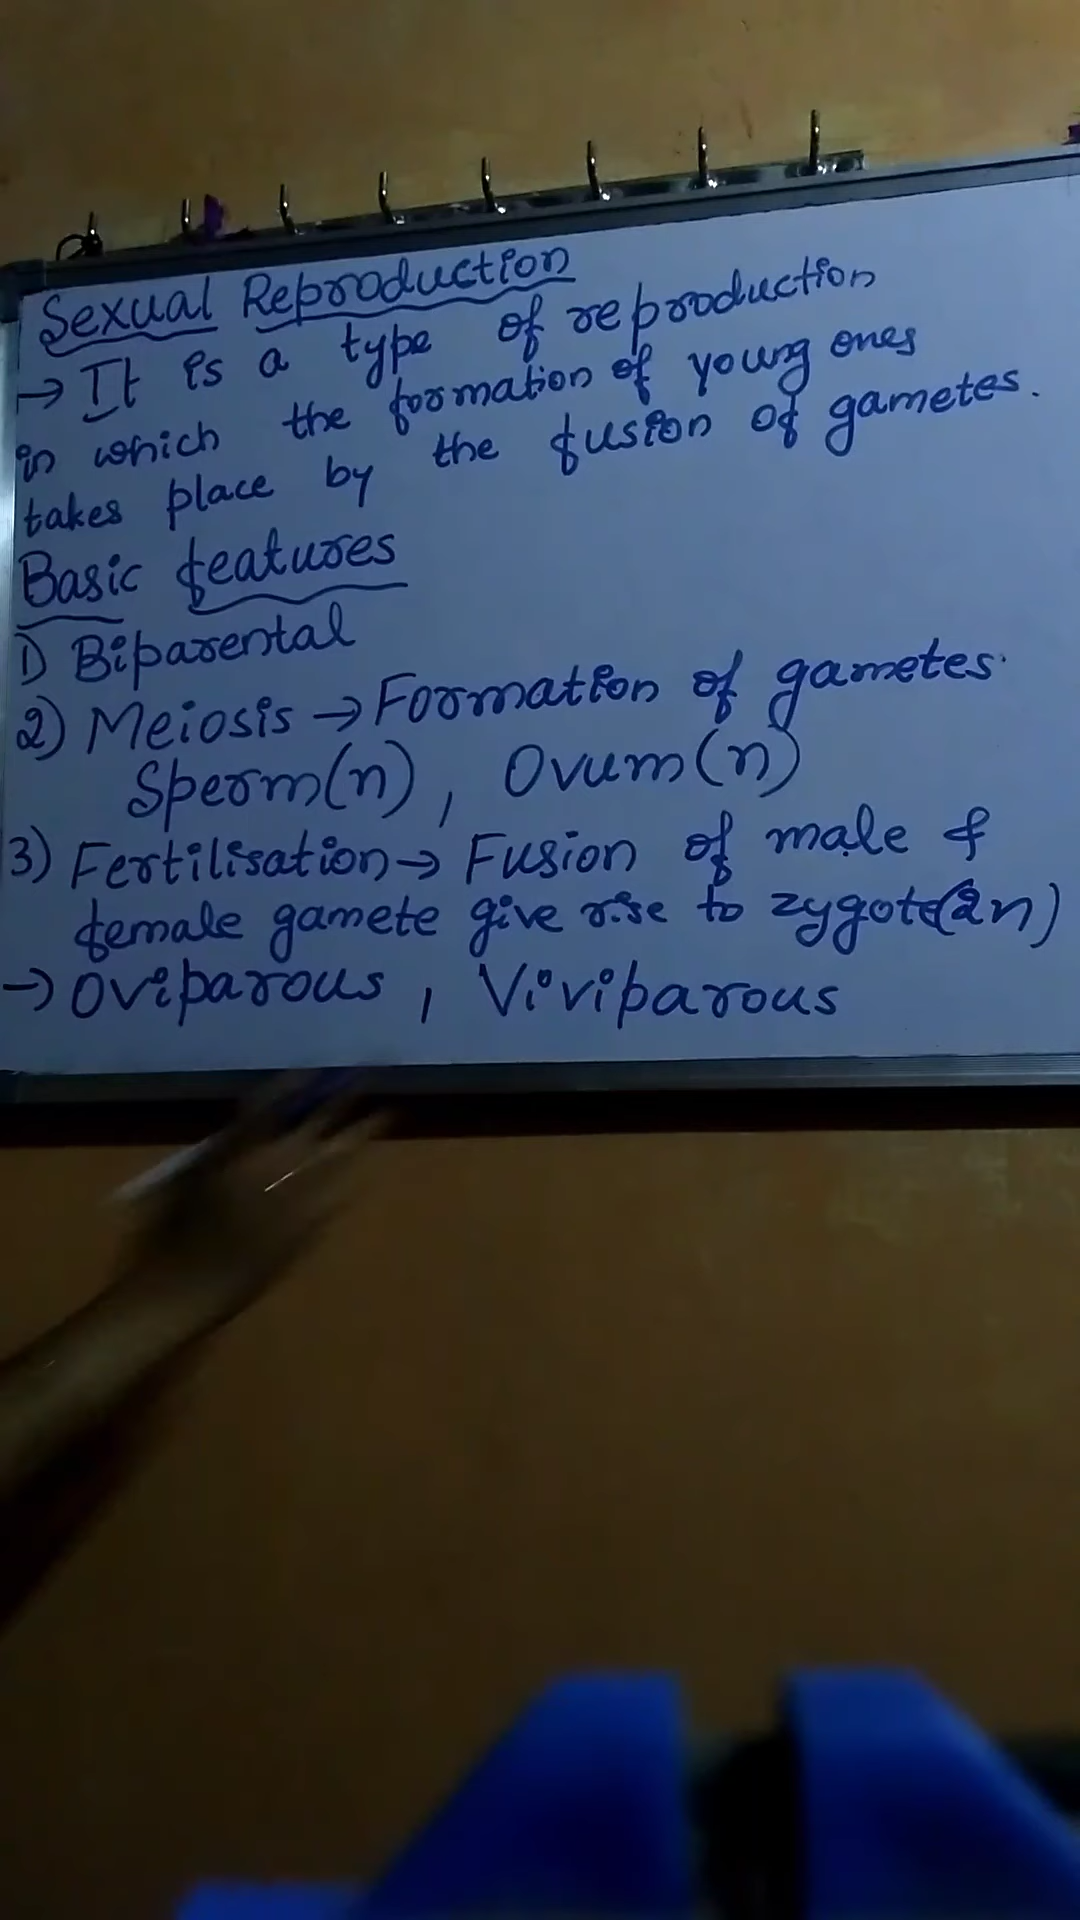 Sexual Reproduction
→ It is a type of reproduction
in which the formation of young ones
takes place by the fusion of gametes.
Basic features
1) Biparental
2) Meiosis → Formation of gametes
Sperm(n), Ovum(n)
3) Fertilisation → Fusion of male &
female gamete give rise to zygote(2n)
→ Oviparous, Viviparous